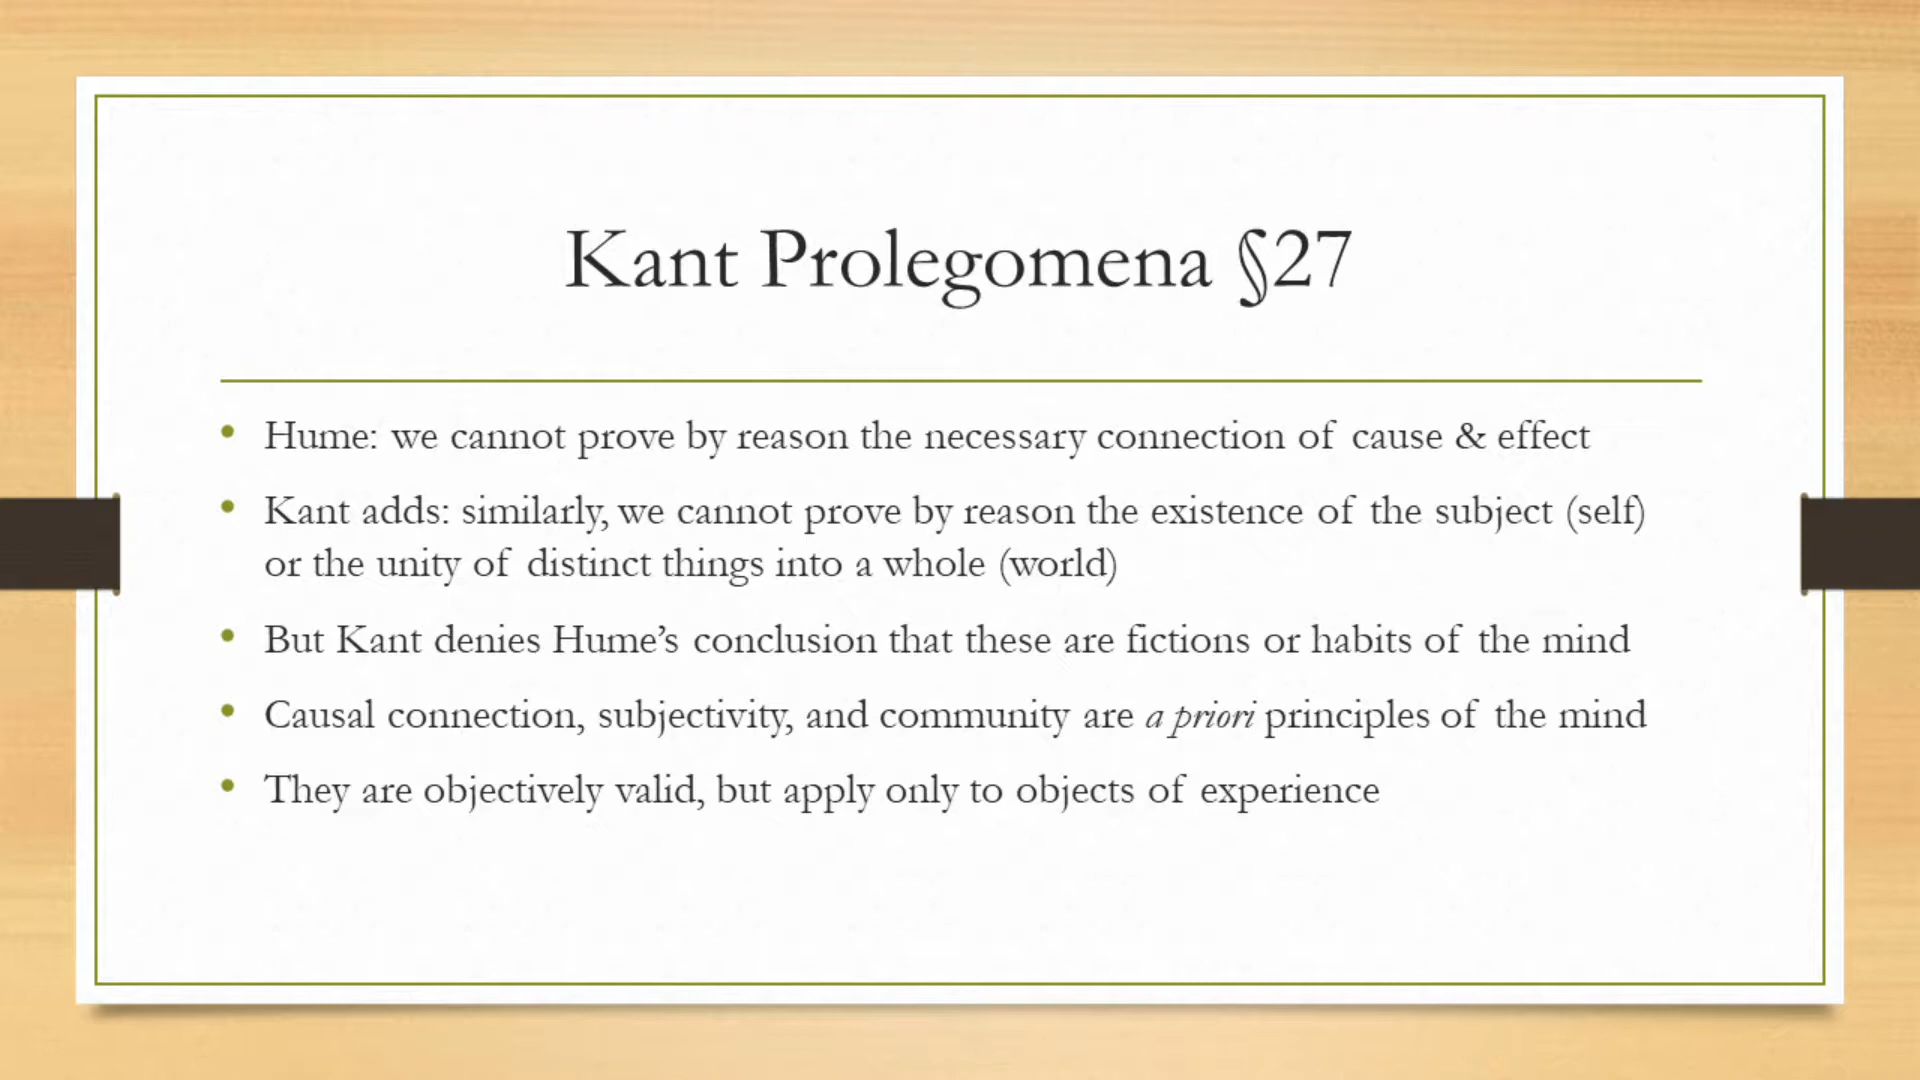 Kant Prolegomena §27
• Hume: we cannot prove by reason the necessary connection of cause & effect
• Kant adds: similarly, we cannot prove by reason the existence of the subject (self)
or the unity of distinct things into a whole (world)
• But Kant denies Hume’s conclusion that these are fictions or habits of the mind
• Causal connection, subjectivity, and community are a priori principles of the mind
• They are objectively valid, but apply only to objects of experience